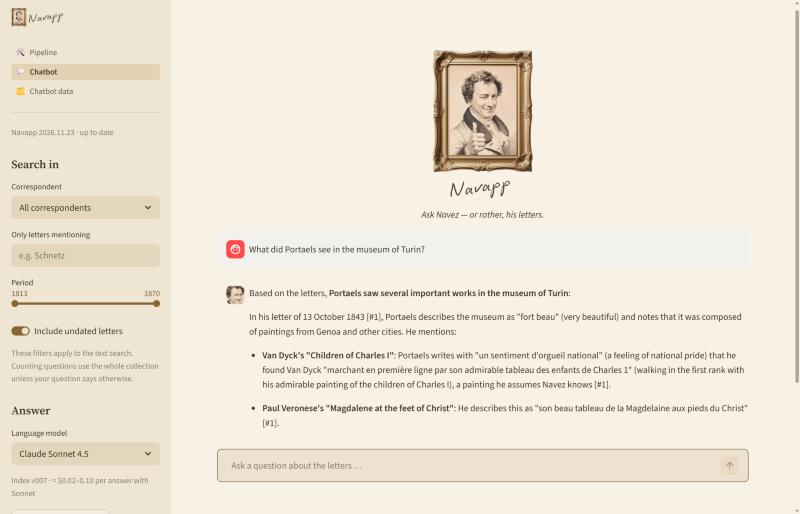 Navapp
Pipeline
Chatbot
Chatbot data
Navapp 2026.11.23 · up to date
Search in
Correspondent
All correspondents
Only letters mentioning
e.g. Schnetz
Period
1813 1870
Include undated letters
These filters apply to the text search.
Counting questions use the whole collection
unless your question says otherwise.
Answer
Language model
Claude Sonnet 4.5
Index v007 · ≈ $0.02–0.10 per answer with
Sonnet
Navapp
Ask Navez — or rather, his letters.
What did Portaels see in the museum of Turin?
Based on the letters, Portaels saw several important works in the museum of Turin:
In his letter of 13 October 1843 [#1], Portaels describes the museum as "fort beau" (very beautiful) and notes that it was composed
of paintings from Genoa and other cities. He mentions:
• Van Dyck's "Children of Charles I": Portaels writes with "un sentiment d'orgueil national" (a feeling of national pride) that he
found Van Dyck "marchant en première ligne par son admirable tableau des enfants de Charles 1" (walking in the first rank with
his admirable painting of the children of Charles I), a painting he assumes Navez knows [#1].
• Paul Veronese's "Magdalene at the feet of Christ": He describes this as "son beau tableau de la Magdelaine aux pieds du Christ"
[#1].
Ask a question about the letters …